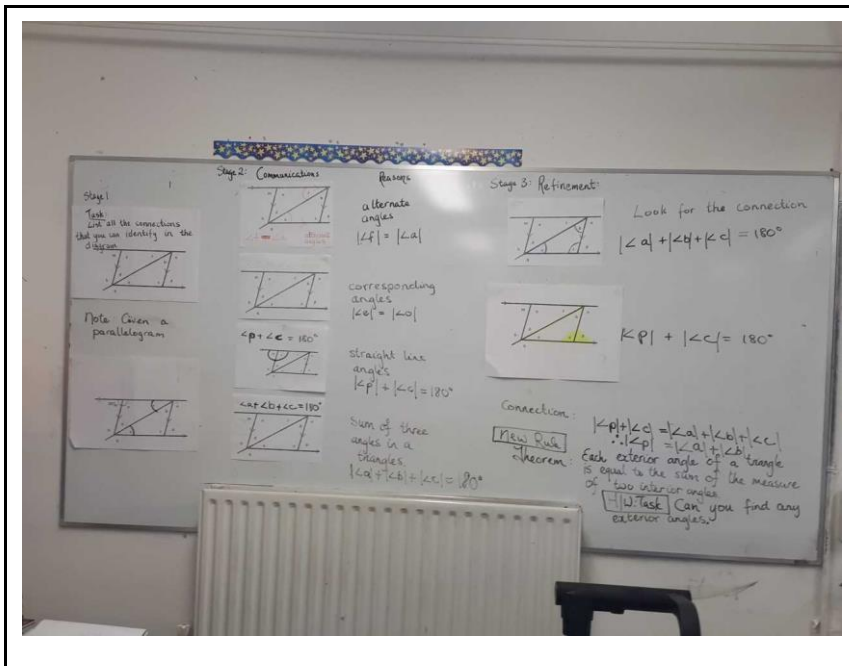 Stage 1
Task:
List all the connections
that you can identify in the
diagram
Note: Given a
parallelogram
Stage 2: Communications
Reasons
alternate
angles
|∠f| = |∠a|
corresponding
angles
|∠e| = |∠o|
∠p + ∠c = 180°
straight line
angles
|∠p| + |∠c| = 180°
∠a+∠b+∠c=180°
Sum of three
angles in a
triangles
|∠a| + |∠b| + |∠c| = 180°
Stage 3: Refinement:
Look for the connection
|∠a| + |∠b| + |∠c| = 180°
|∠p| + |∠c| = 180°
Connection:
|∠p|+|∠c| = |∠a|+|∠b|+|∠c|
∴ |∠p| = |∠a|+|∠b|
New Rule
Theorem: Each exterior angle of a triangle
is equal to the sum of the measure
of two interior angles
H.W. Task Can you find any
exterior angles.